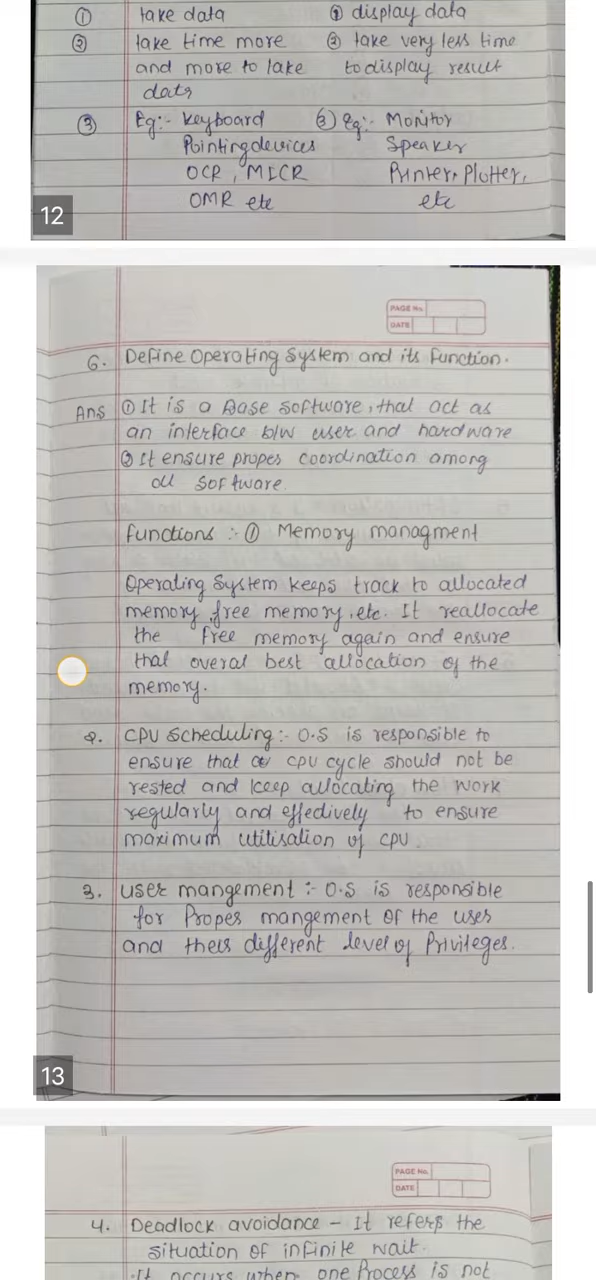 ① take data ① display data
② take time more ② take very less time
and more to take to display result
data
③ Eg:- keyboard ③ eg:- Monitor
Pointing devices Speaker
OCR, MICR Printer, Plotter,
OMR etc etc
12
PAGE No.
DATE
6. Define Operating System and its function.
Ans ① It is a Base software, that act as
an interface b/w user and hardware
② It ensure proper coordination among
all software
functions :- ① Memory managment
Operating System keeps track to allocated
memory, free memory, etc. It reallocate
the free memory again and ensure
that overal best allocation of the
memory.
2. CPU Scheduling:- O.S is responsible to
ensure that CPU cycle should not be
rested and keep allocating the work
regularly and effectively to ensure
maximum utitisation of CPU.
3. User mangement :- O.S is responsible
for Proper mangement of the user
and their different level of Privileges.
13
PAGE No.
DATE
4. Deadlock avoidance - It refers the
situation of infinite wait.
It occurs when one Process is not